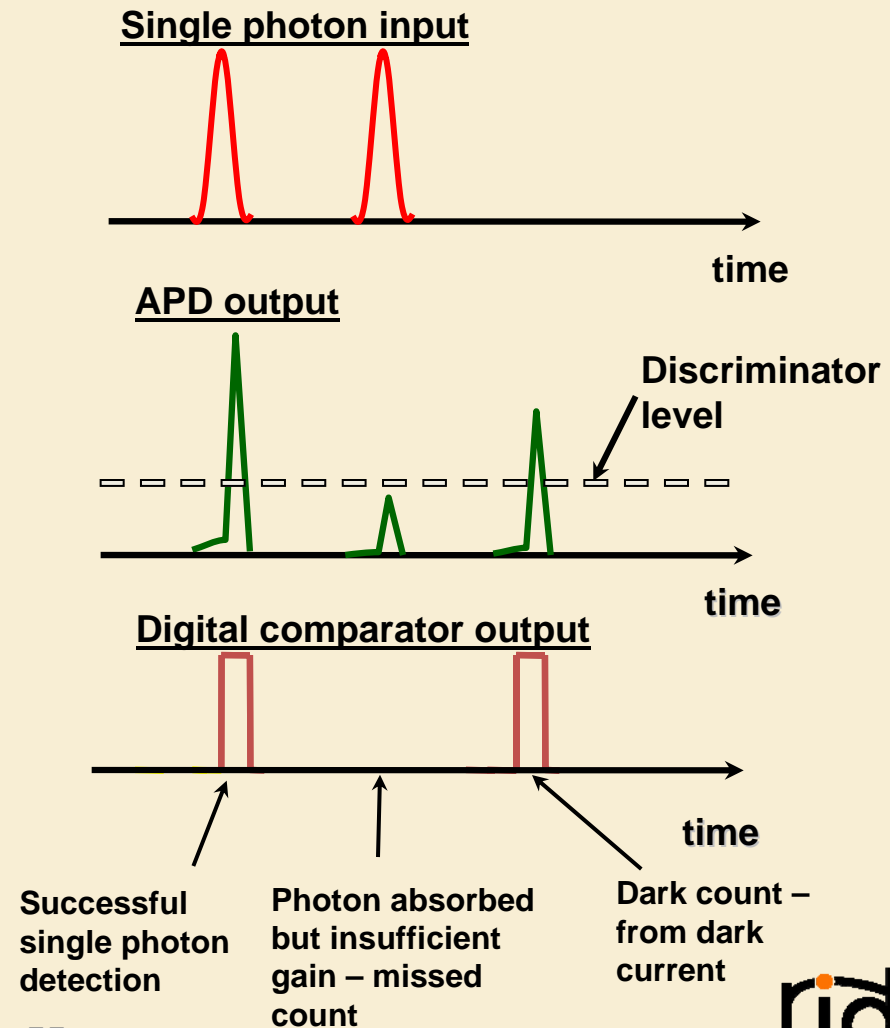 Single photon input
time
APD output
Discriminator
level
time
Digital comparator output
time
Successful
single photon
detection
Photon absorbed
but insufficient
gain – missed
count
Dark count –
from dark
current